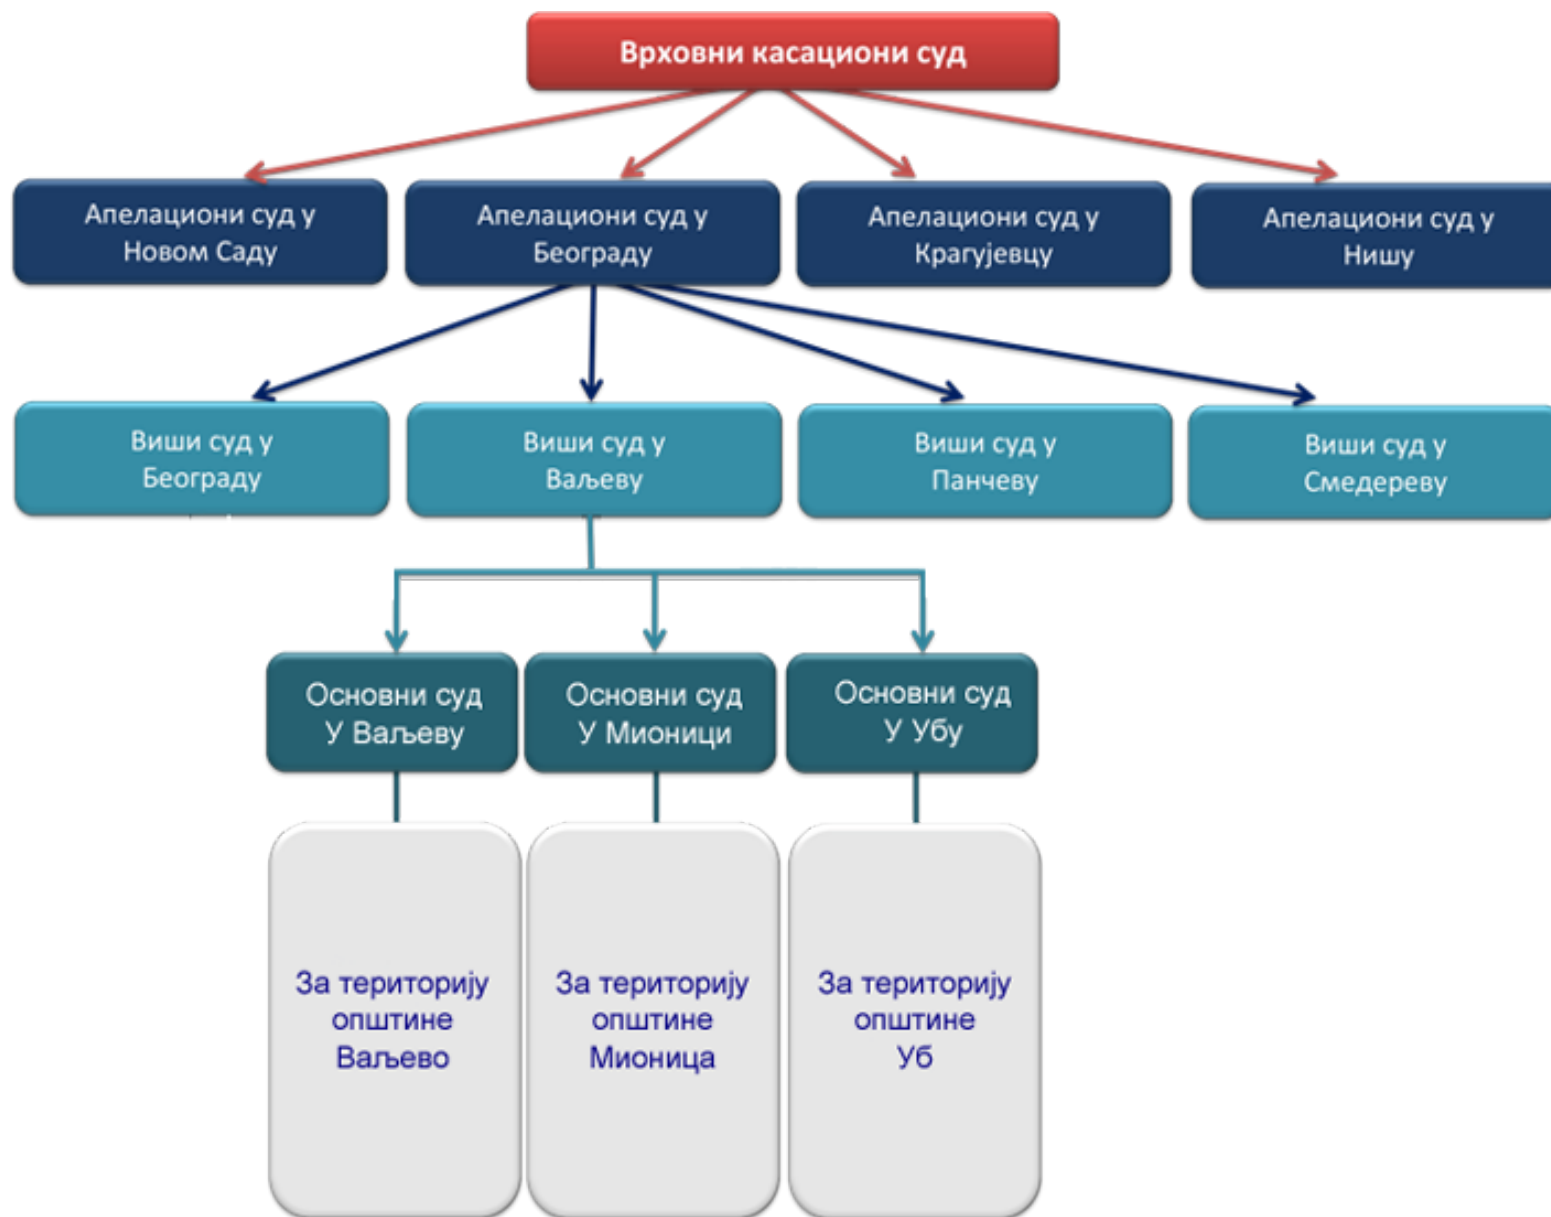 Врховни касациони суд
Апелациони суд у
Новом Саду
Апелациони суд у
Београду
Апелациони суд у
Крагујевцу
Апелациони суд у
Нишу
Виши суд у
Београду
Виши суд у
Ваљеву
Виши суд у
Панчеву
Виши суд у
Смедереву
Основни суд
У Ваљеву
Основни суд
У Мионици
Основни суд
У Убу
За територију
општине
Ваљево
За територију
општине
Мионица
За територију
општине
Уб